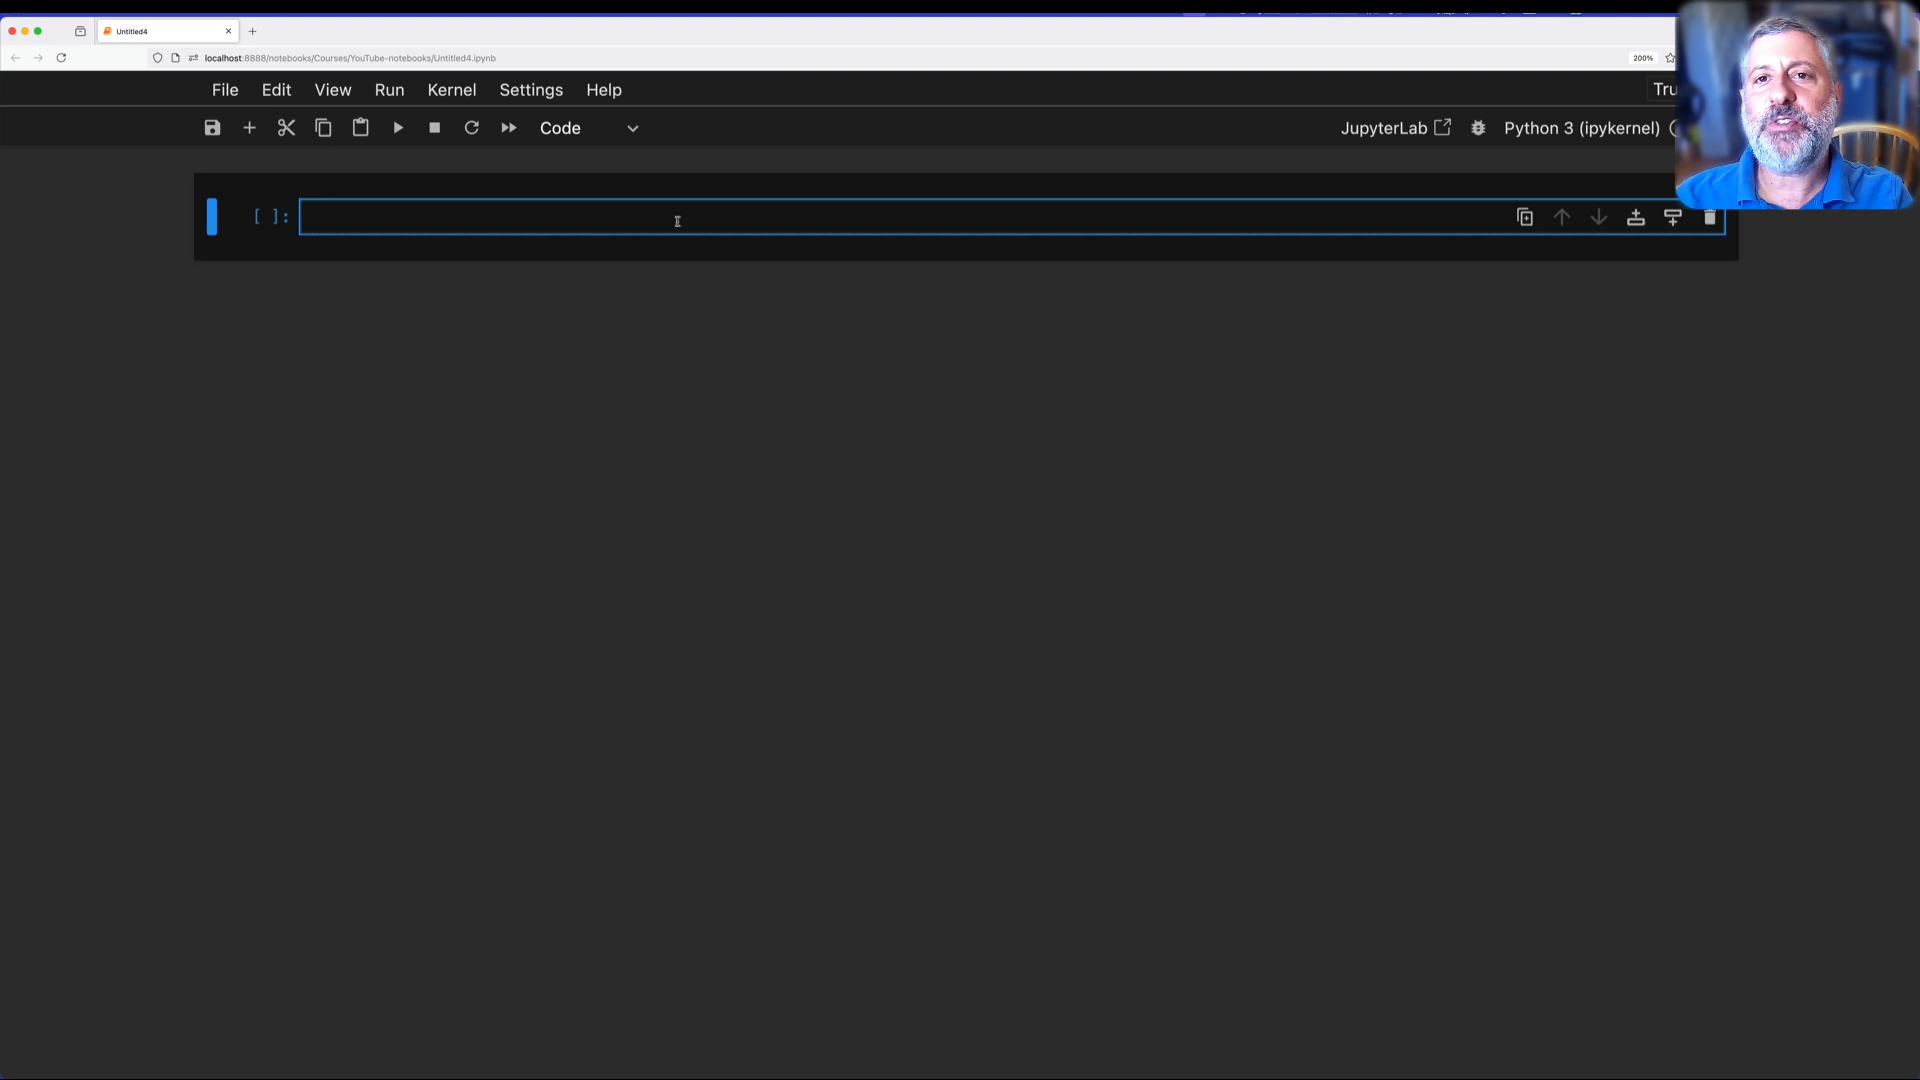 Untitled4
localhost:8888/notebooks/Courses/YouTube-notebooks/Untitled4.ipynb
200%
File Edit View Run Kernel Settings Help
Tru
Code
JupyterLab
Python 3 (ipykernel)
[ ]: